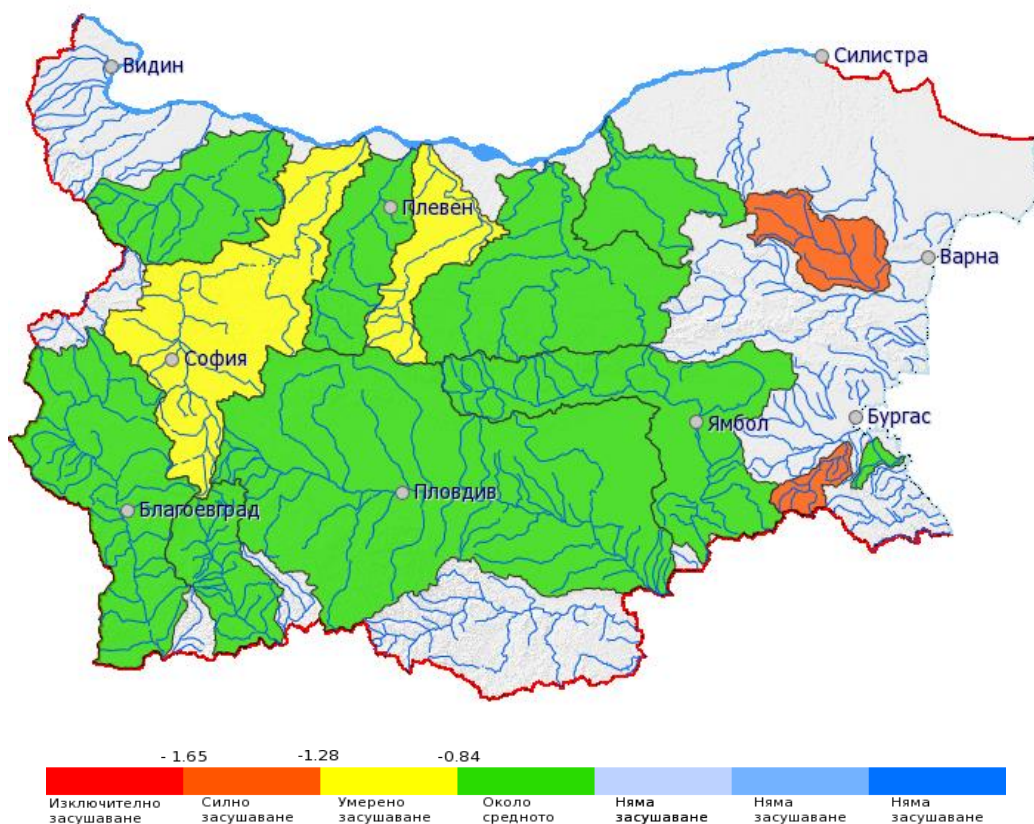 Силистра
Видин
Плевен
Варна
София
Бургас
Ямбол
Пловдив
Благоевград
- 1.65 -1.28 -0.84
Изключително засушаване
Силно засушаване
Умерено засушаване
Около средното
Няма засушаване
Няма засушаване
Няма засушаване